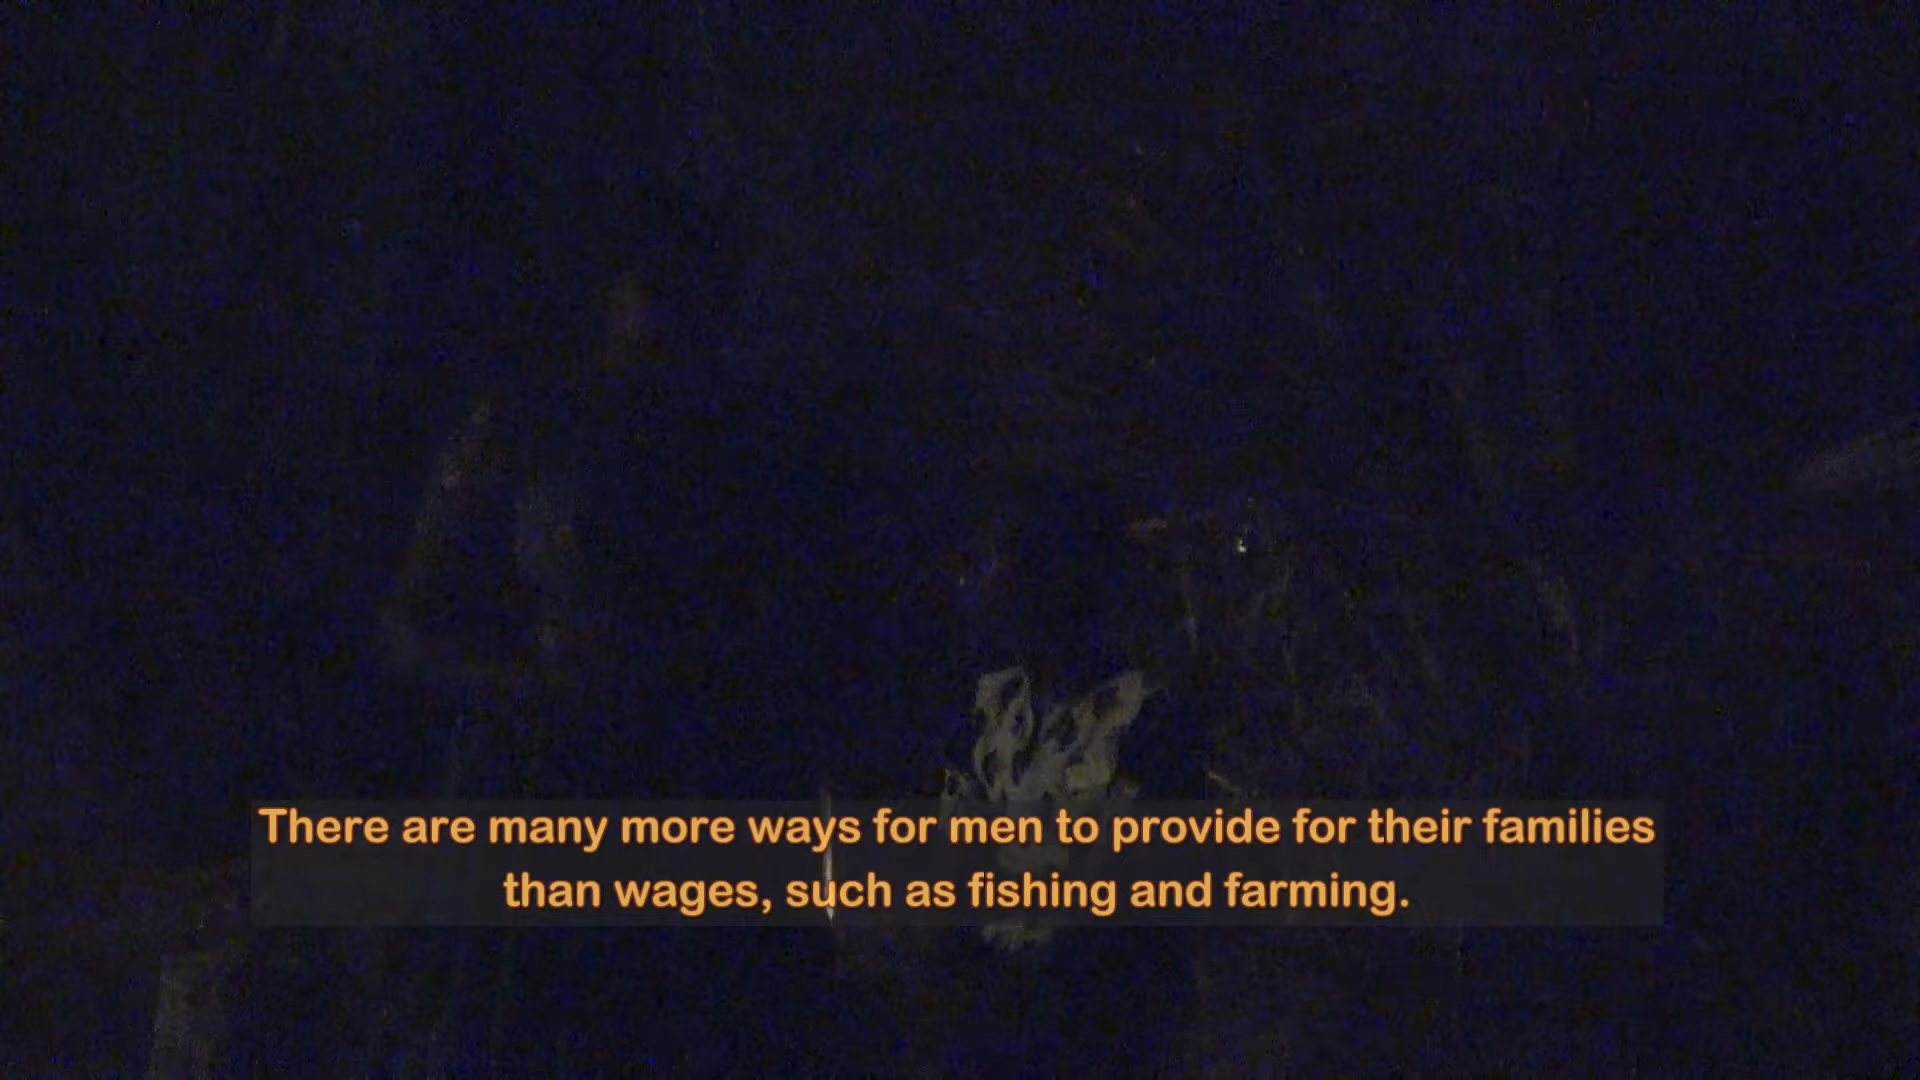 There are many more ways for men to provide for their families
than wages, such as fishing and farming.